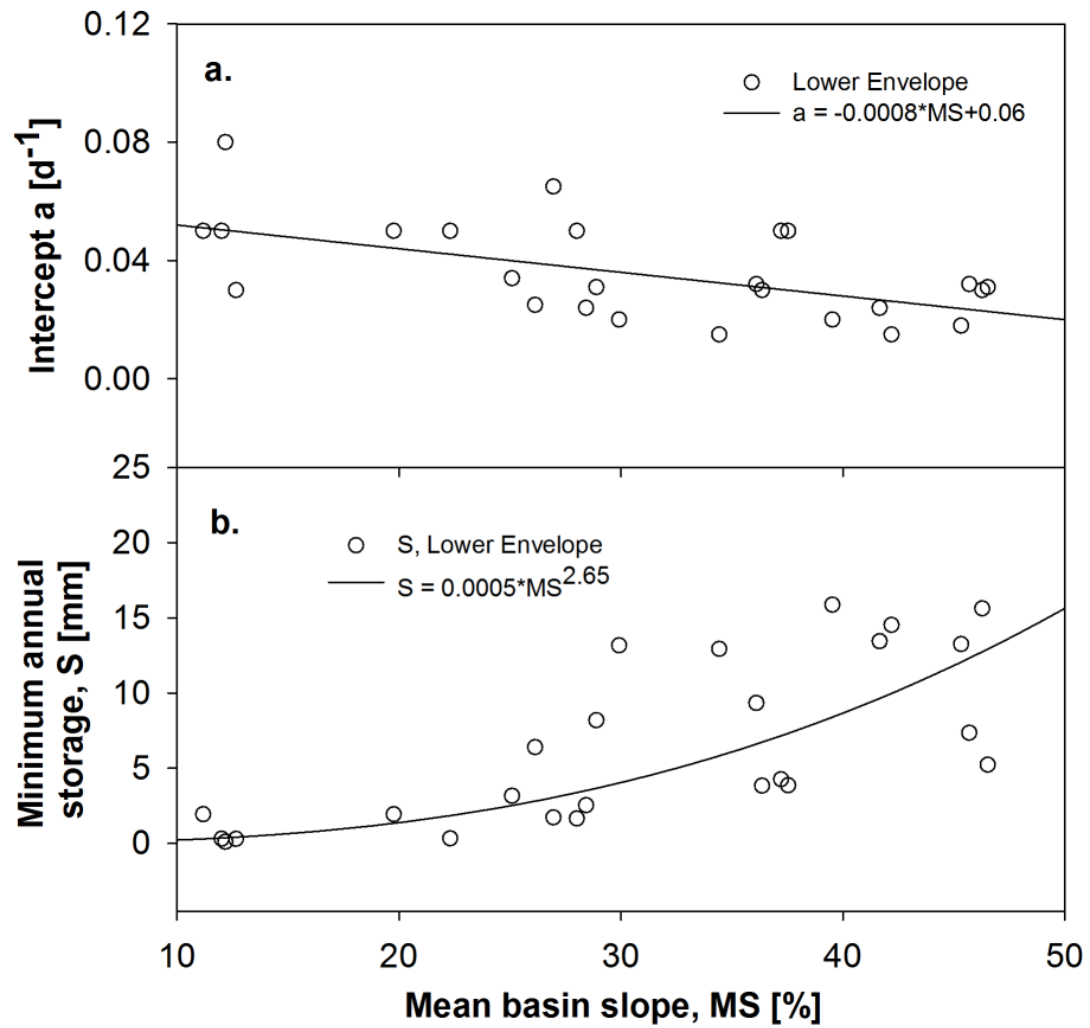 0.12
a.
Lower Envelope
a = -0.0008*MS+0.06
0.08
0.04
0.00
Intercept a [d-1]
25
b.
S, Lower Envelope
S = 0.0005*MS2.65
20
15
10
5
0
Minimum annual
storage, S [mm]
10 20 30 40 50
Mean basin slope, MS [%]